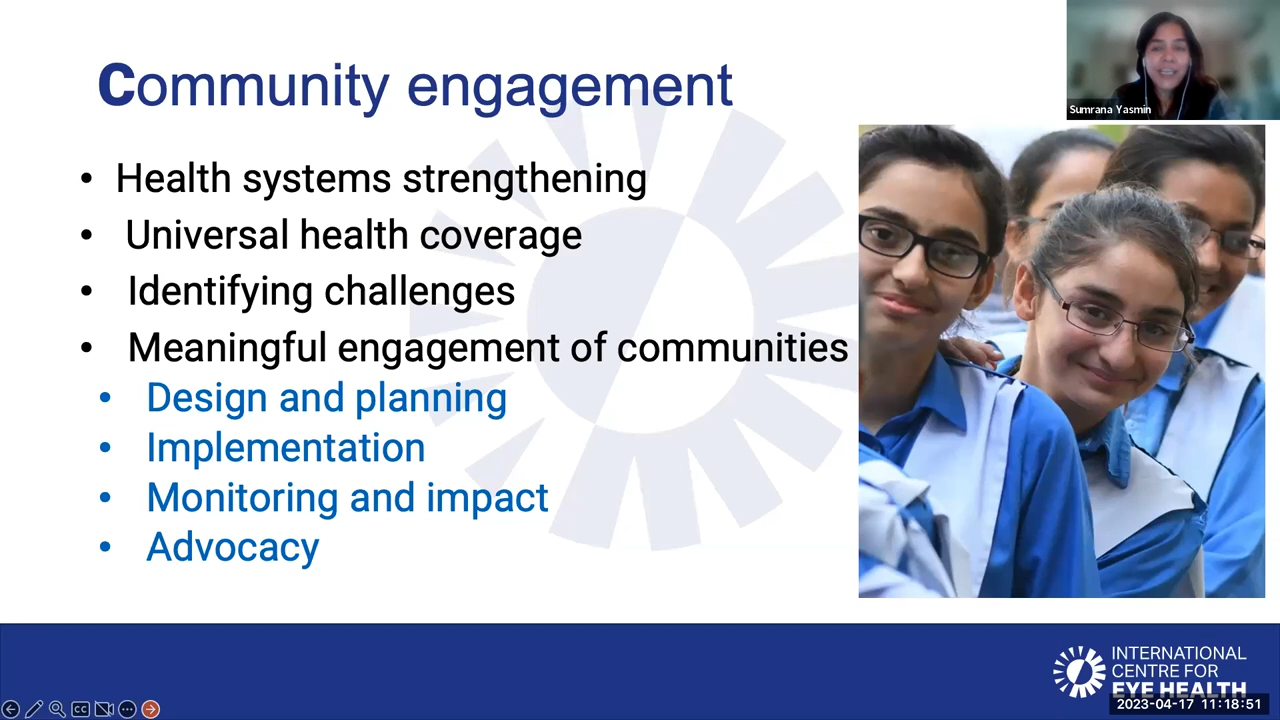 Community engagement
Sumrana Yasmin
• Health systems strengthening
• Universal health coverage
• Identifying challenges
• Meaningful engagement of communities
• Design and planning
• Implementation
• Monitoring and impact
• Advocacy
INTERNATIONAL
CENTRE FOR
EYE HEALTH
2023-04-17 11:18:51
CC